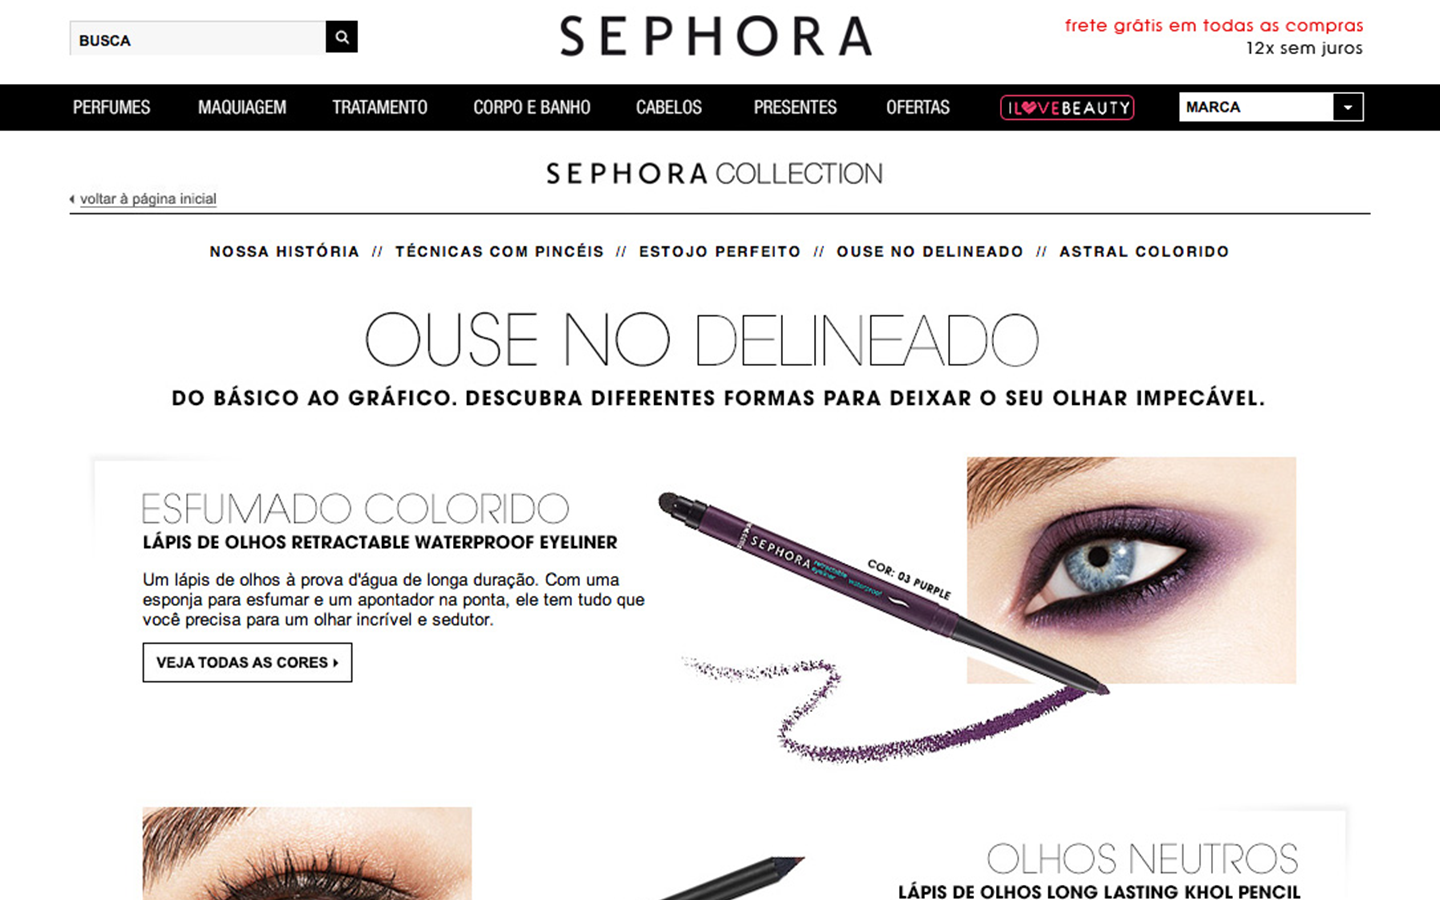 BUSCA
SEPHORA
frete grátis em todas as compras
12x sem juros
PERFUMES MAQUIAGEM TRATAMENTO CORPO E BANHO CABELOS PRESENTES OFERTAS I LOVE BEAUTY MARCA
SEPHORA COLLECTION
voltar à página inicial
NOSSA HISTÓRIA // TÉCNICAS COM PINCÉIS // ESTOJO PERFEITO // OUSE NO DELINEADO // ASTRAL COLORIDO
OUSE NO DELINEADO
DO BÁSICO AO GRÁFICO. DESCUBRA DIFERENTES FORMAS PARA DEIXAR O SEU OLHAR IMPECÁVEL.
ESFUMADO COLORIDO
LÁPIS DE OLHOS RETRACTABLE WATERPROOF EYELINER
Um lápis de olhos à prova d'água de longa duração. Com uma
esponja para esfumar e um apontador na ponta, ele tem tudo que
você precisa para um olhar incrível e sedutor.
VEJA TODAS AS CORES
SEPHORA
retractable waterproof
eyeliner
COR: 03 PURPLE
OLHOS NEUTROS
LÁPIS DE OLHOS LONG LASTING KHOL PENCIL